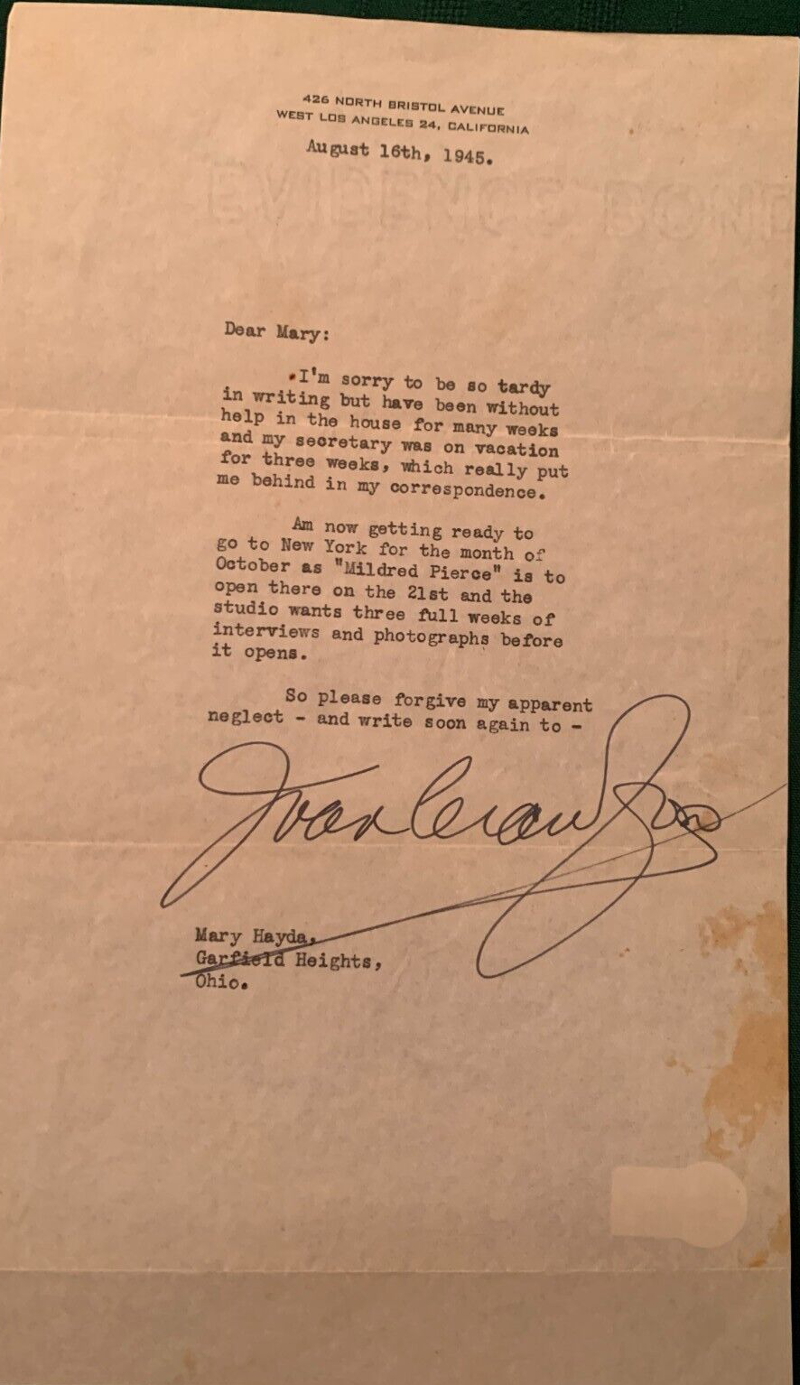 426 NORTH BRISTOL AVENUE
WEST LOS ANGELES 24, CALIFORNIA
August 16th, 1945.
Dear Mary:
I'm sorry to be so tardy
in writing but have been without
help in the house for many weeks
and my secretary was on vacation
for three weeks, which really put
me behind in my correspondence.
Am now getting ready to
go to New York for the month of
October as "Mildred Pierce" is to
open there on the 21st and the
studio wants three full weeks of
interviews and photographs before
it opens.
So please forgive my apparent
neglect - and write soon again to -
Joan Crawford
Mary Hayda,
Garfield Heights,
Ohio.